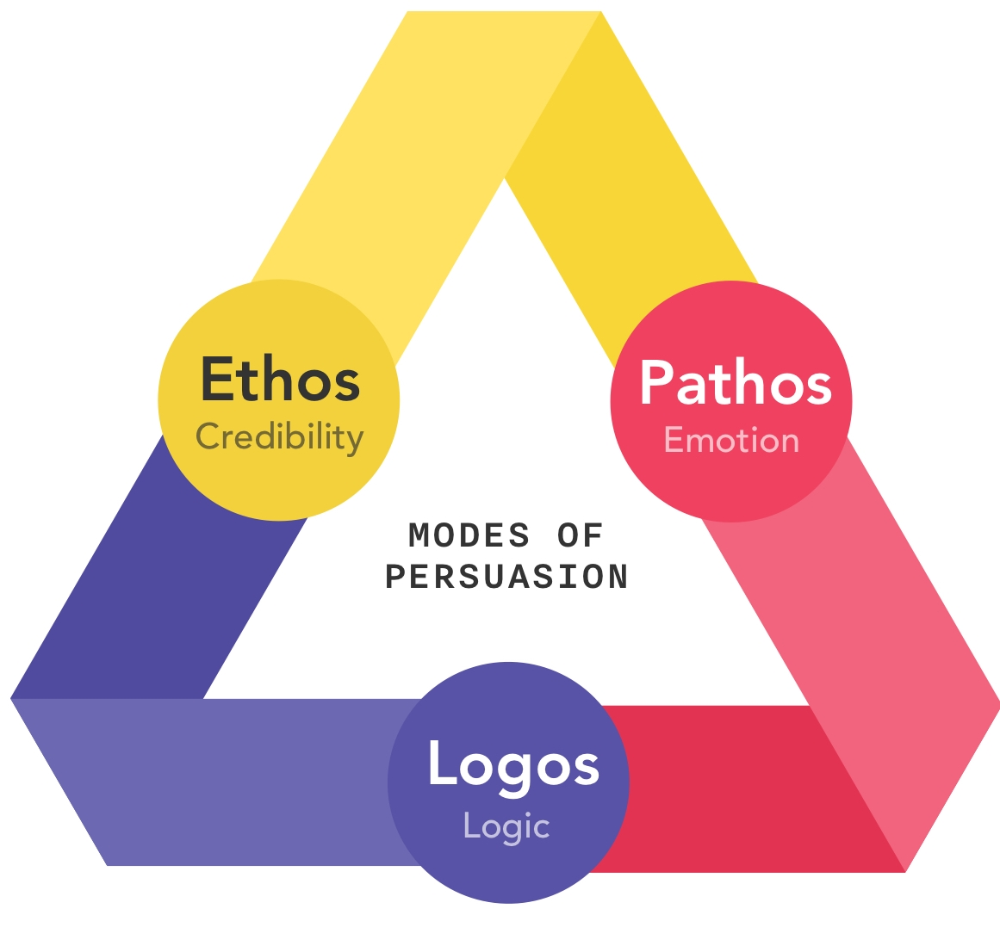 Ethos
Credibility
Pathos
Emotion
MODES OF
PERSUASION
Logos
Logic